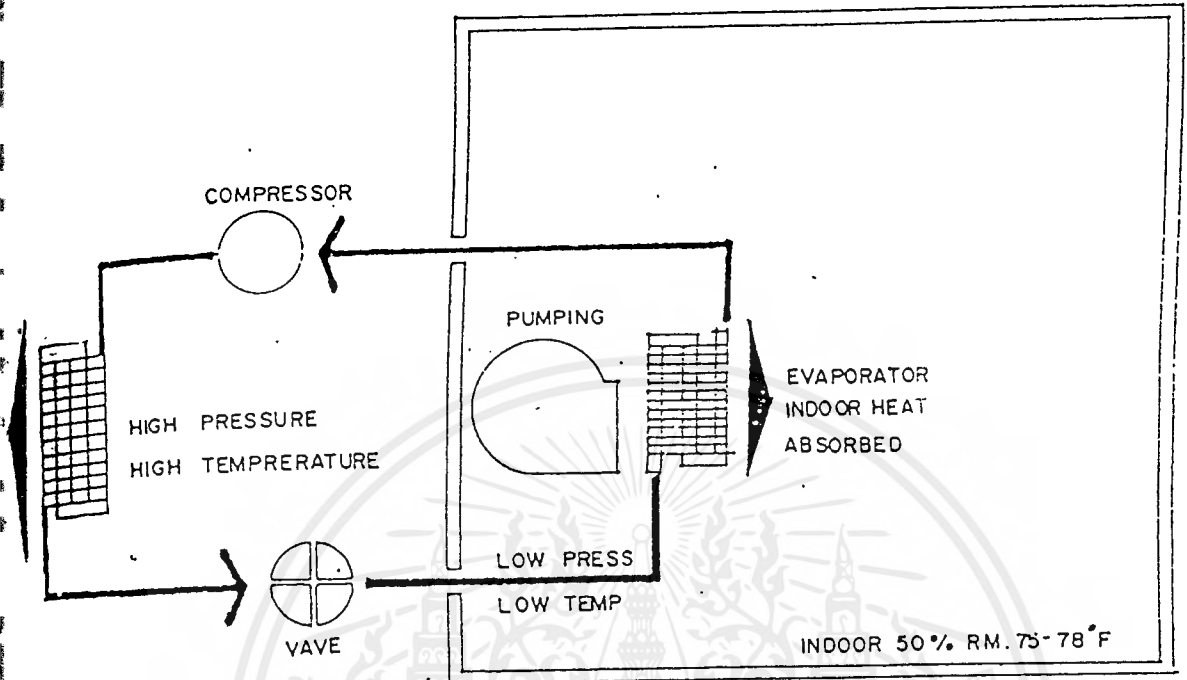 COMPRESSOR
PUMPING
EVAPORATOR
INDOOR HEAT
ABSORBED
HIGH PRESSURE
HIGH TEMPRERATURE
LOW PRESS
LOW TEMP
VAVE
INDOOR 50% RM. 75-78°F